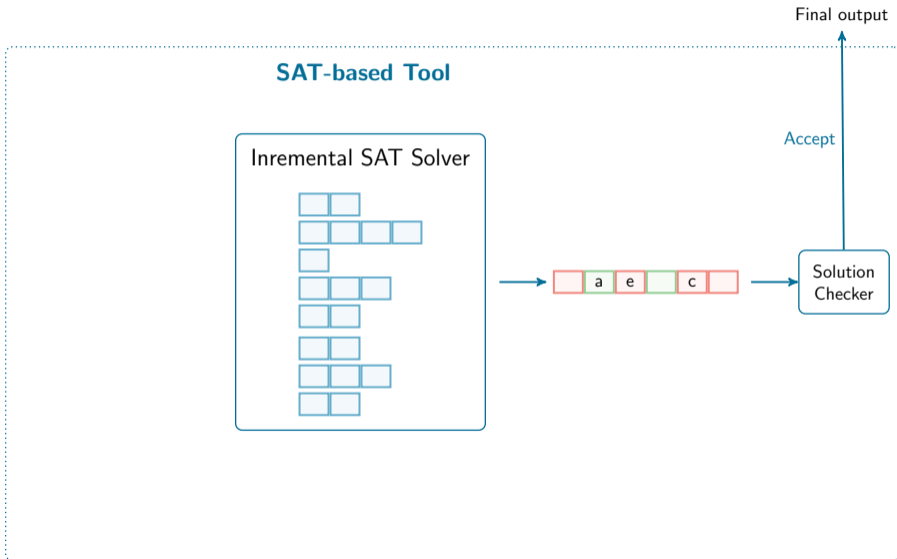 Final output
SAT-based Tool
Accept
Inremental SAT Solver
a e c
Solution
Checker